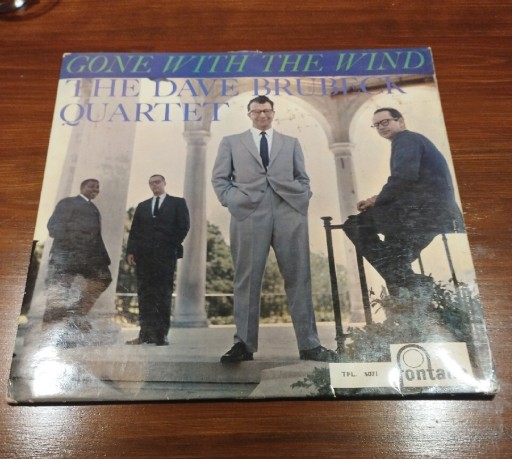 GONE WITH THE WIND
THE DAVE BRUBECK
QUARTET
TFL. 5071
fontana